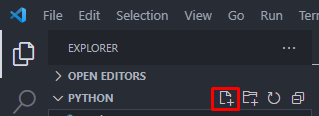 File Edit Selection View Go Run
EXPLORER
OPEN EDITORS
PYTHON